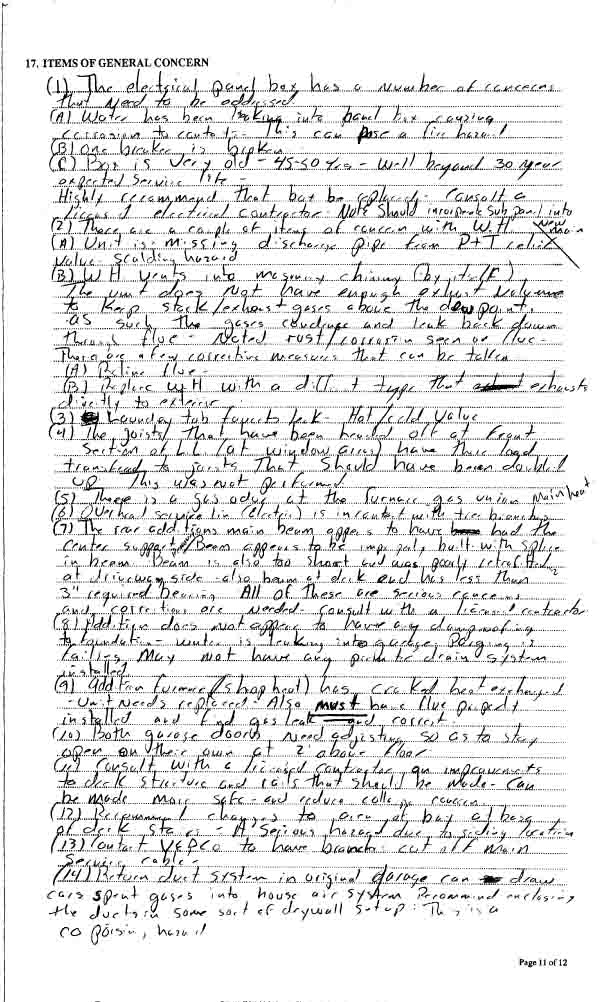 17. ITEMS OF GENERAL CONCERN
(1) The electrical panel box has a number of concerns
that need to be addressed.
(A) Water has been leaking into panel box causing
corrosion to This can pose a fire hazard
(B) One breaker is broken
(C) Box is very old - 45-50 yrs - well beyond 30 year
expected service life -
Highly recommend that box be replaced - Consult a
licensed electrical contractor - Note should incorporate sub panel into
new main
(2) There are a couple of items of concern with W.H.
(A) Unit is missing discharge pipe from P+T relief
valve - scalding hazard
(B) W H vents into masonry (by itself)
The unit does not have enough exhust volume
to keep stack/exhaust gases above the dew point.
as such, the gases and leak back down
through flue - Noted rust/corrosion seen on flue -
There are a few corrective measures that can be taken
(A) Reline flue -
(B) Replace WH with a type that exhausts
directly to exterior
(3) Laundry tub faucets leak - Hot/cold valve
(4) The joists that have been headed off at front
section of L.L. (at window areas) have there load
to joists that should have been doubled
up. This was not performed
(5) There is a gas odor at the furnace gas union Main heat
(6) Overhead service line (electric) is in contact with tree branches
(7) The rear additions main beam appers to have had the
center support Beam appears to be built with splice
in beam. Beam is also too short and was poorly
at driveway side - also beam at deck end has less than
3" required bearing All of these are serious concerns
and corrections are needed - consult with a licensed contractor
(8) Addition does not appear to have any dampproofing
to foundation - water is leaking into garage, Parging is
failing, May not have any drain system
installed
(9) Addition furnace (shop heat) has cracked heat
- Unit needs replaced - Also must have flue properly
installed and find gas leak and correct
(10) Both garage doors need adjusting so as to stay
open on their own at 2' above floor
(11) Consult with a licensed contractor on improvements
to deck structure and rails that should be made - can
be made more safe - and reduce concern
(12) Recommend changes to area at bay
of deck stairs - A serious hazard due to location
(13) Contact VEPCO to have branches cut off main
service cable -
(14) Return duct system in original garage can draw
cars spent gases into house air system Recommend enclosing
the ducts in some sort of drywall setup : This is a
CO hazard
Page 11 of 12